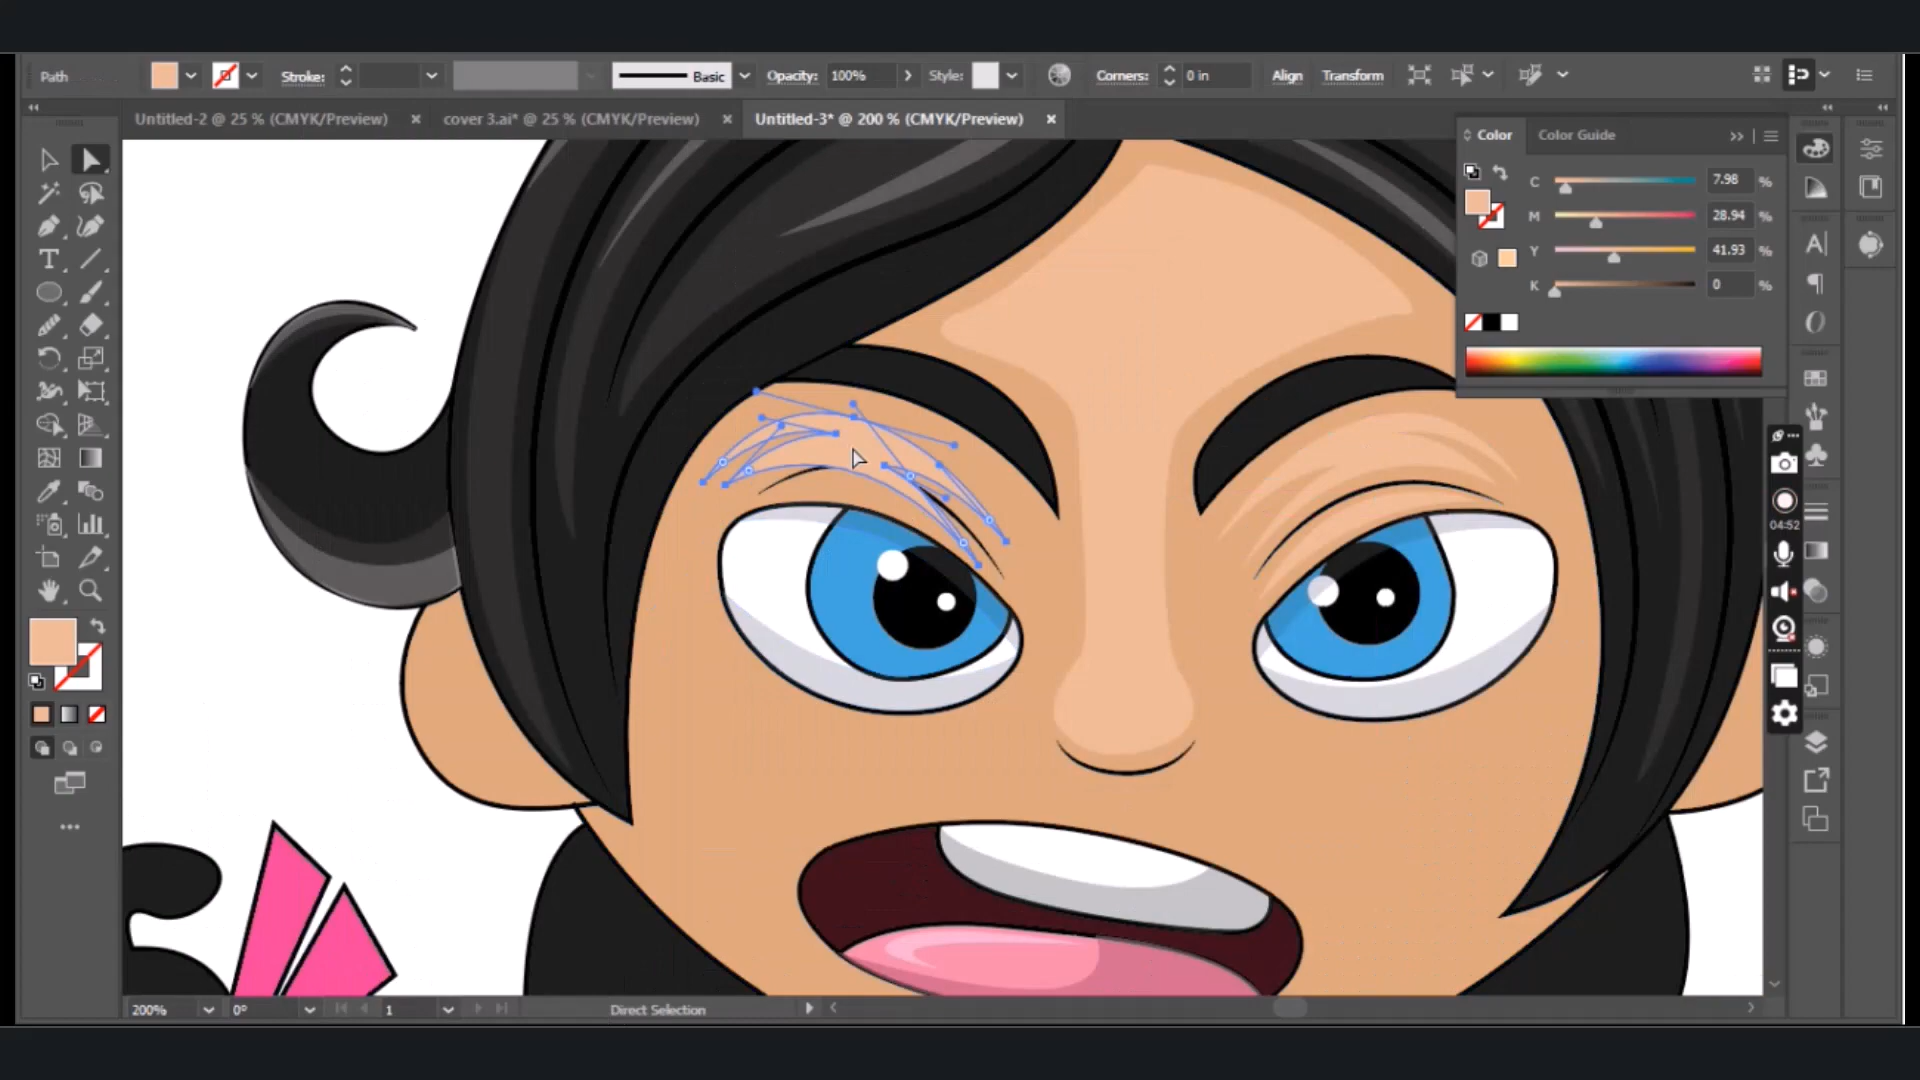 Path
Stroke:
Basic
Opacity: 100%
Style:
Corners: 0 in
Align
Transform
Untitled-2 @ 25 % (CMYK/Preview) ×
cover 3.ai* @ 25 % (CMYK/Preview) ×
Untitled-3* @ 200 % (CMYK/Preview) ×
Color
Color Guide
C 7.98 %
M 28.94 %
Y 41.93 %
K 0 %
04:52
200%
0°
1
Direct Selection